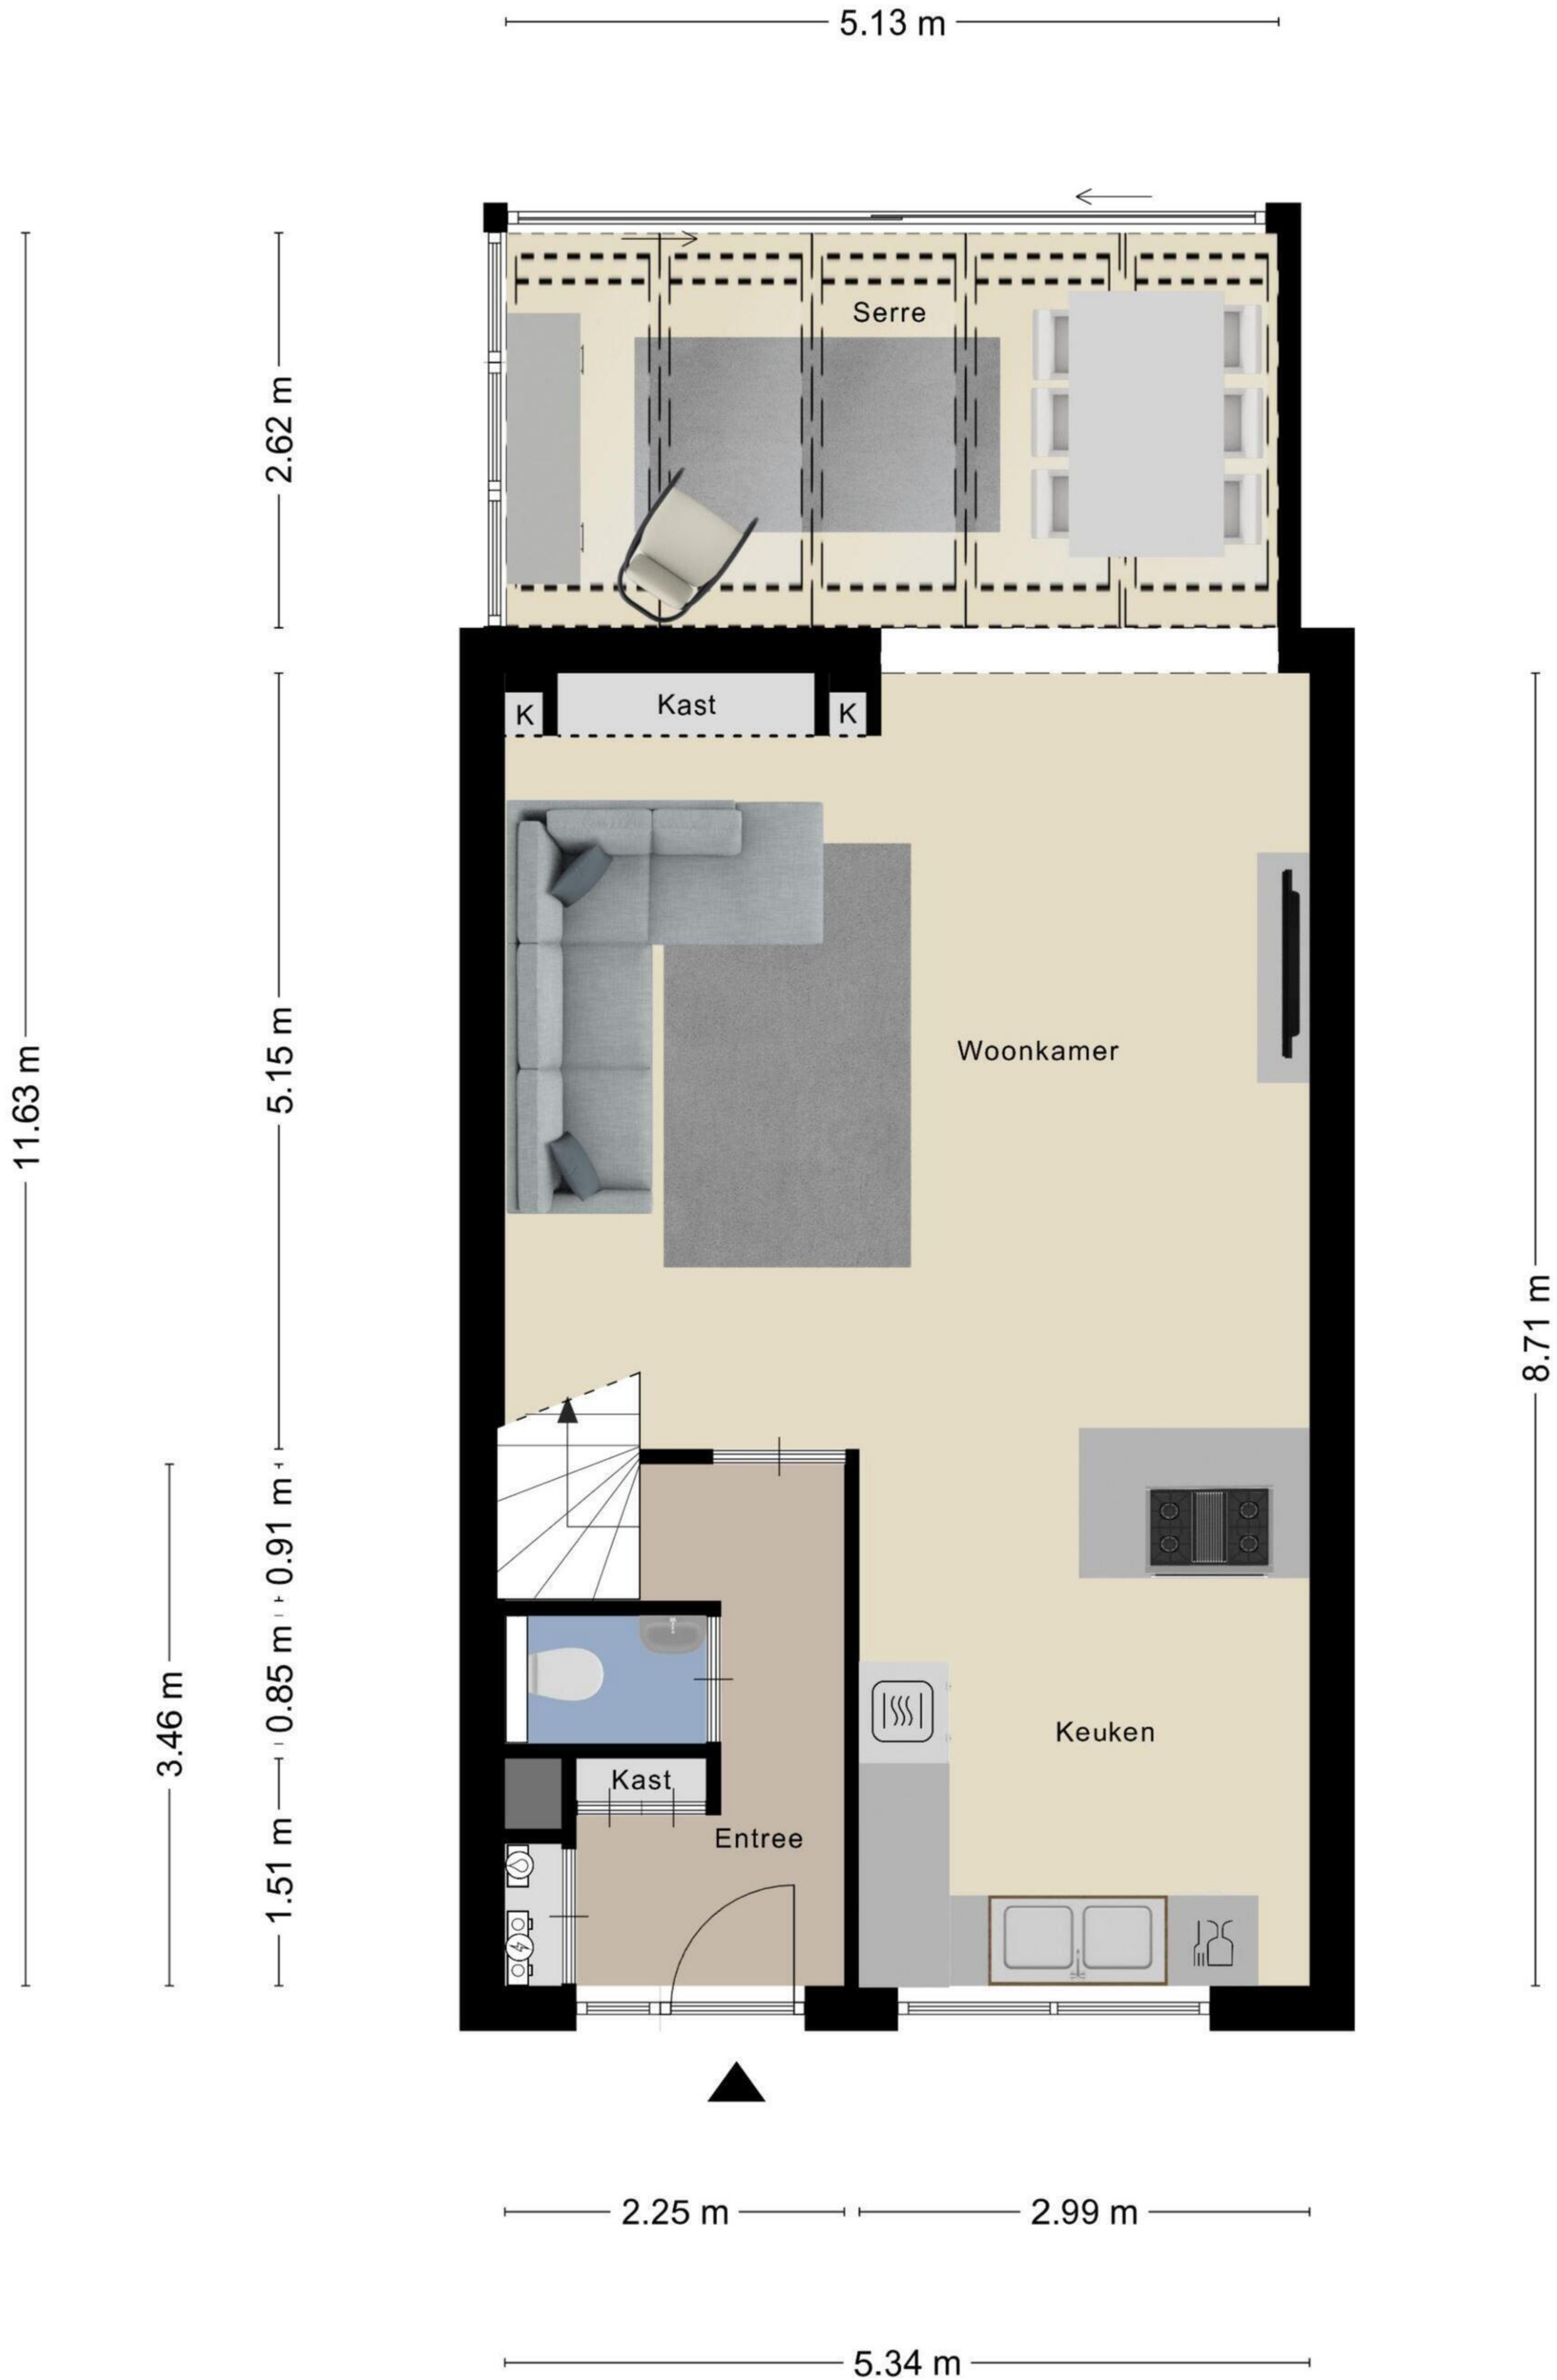 5.13 m
Serre
2.62 m
K
Kast
K
5.15 m
Woonkamer
11.63 m
8.71 m
0.91 m
0.85 m
3.46 m
Keuken
Kast
Entree
1.51 m
2.25 m
2.99 m
5.34 m